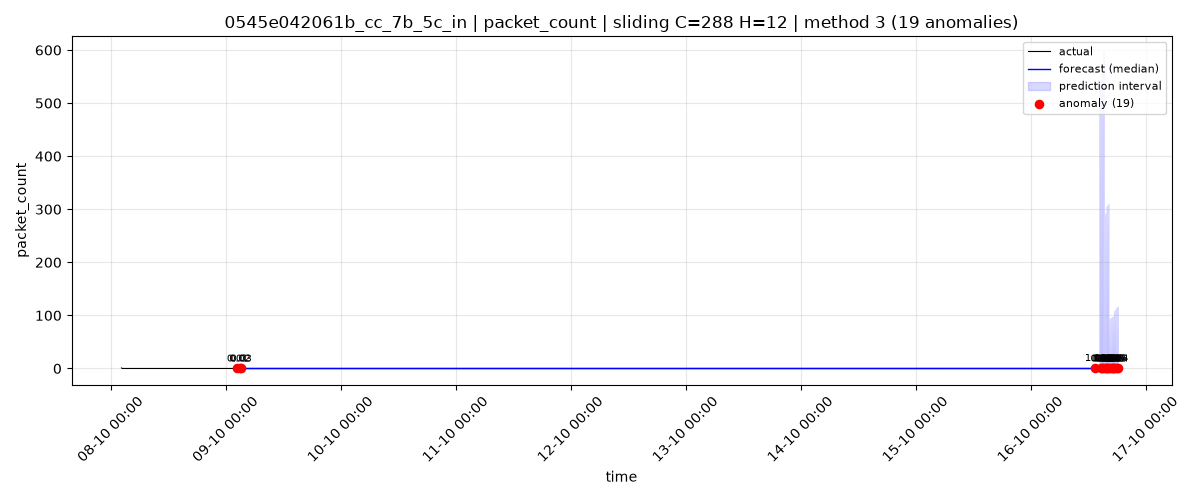 0545e042061b_cc_7b_5c_in | packet_count | sliding C=288 H=12 | method 3 (19 anomalies)
actual
forecast (median)
prediction interval
anomaly (19)
packet_count
600
500
400
300
200
100
0
08-10 00:00
09-10 00:00
10-10 00:00
11-10 00:00
12-10 00:00
13-10 00:00
14-10 00:00
15-10 00:00
16-10 00:00
17-10 00:00
time